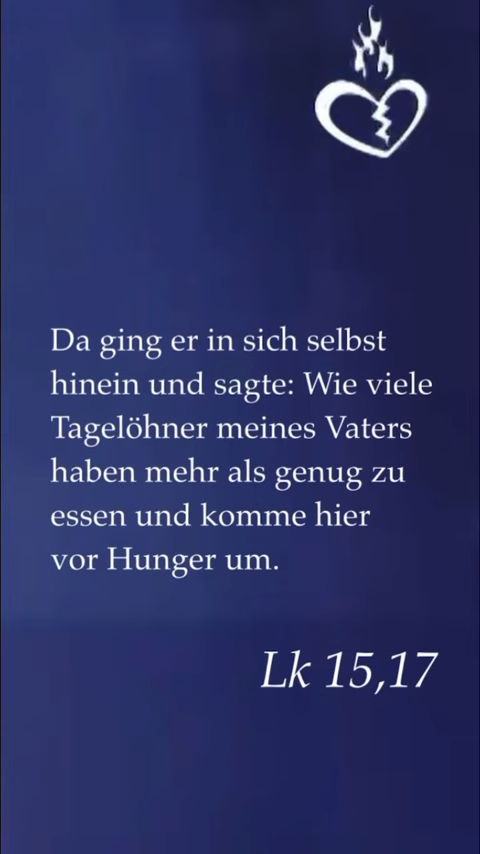 Da ging er in sich selbst
hinein und sagte: Wie viele
Tagelöhner meines Vaters
haben mehr als genug zu
essen und komme hier
vor Hunger um.
Lk 15,17